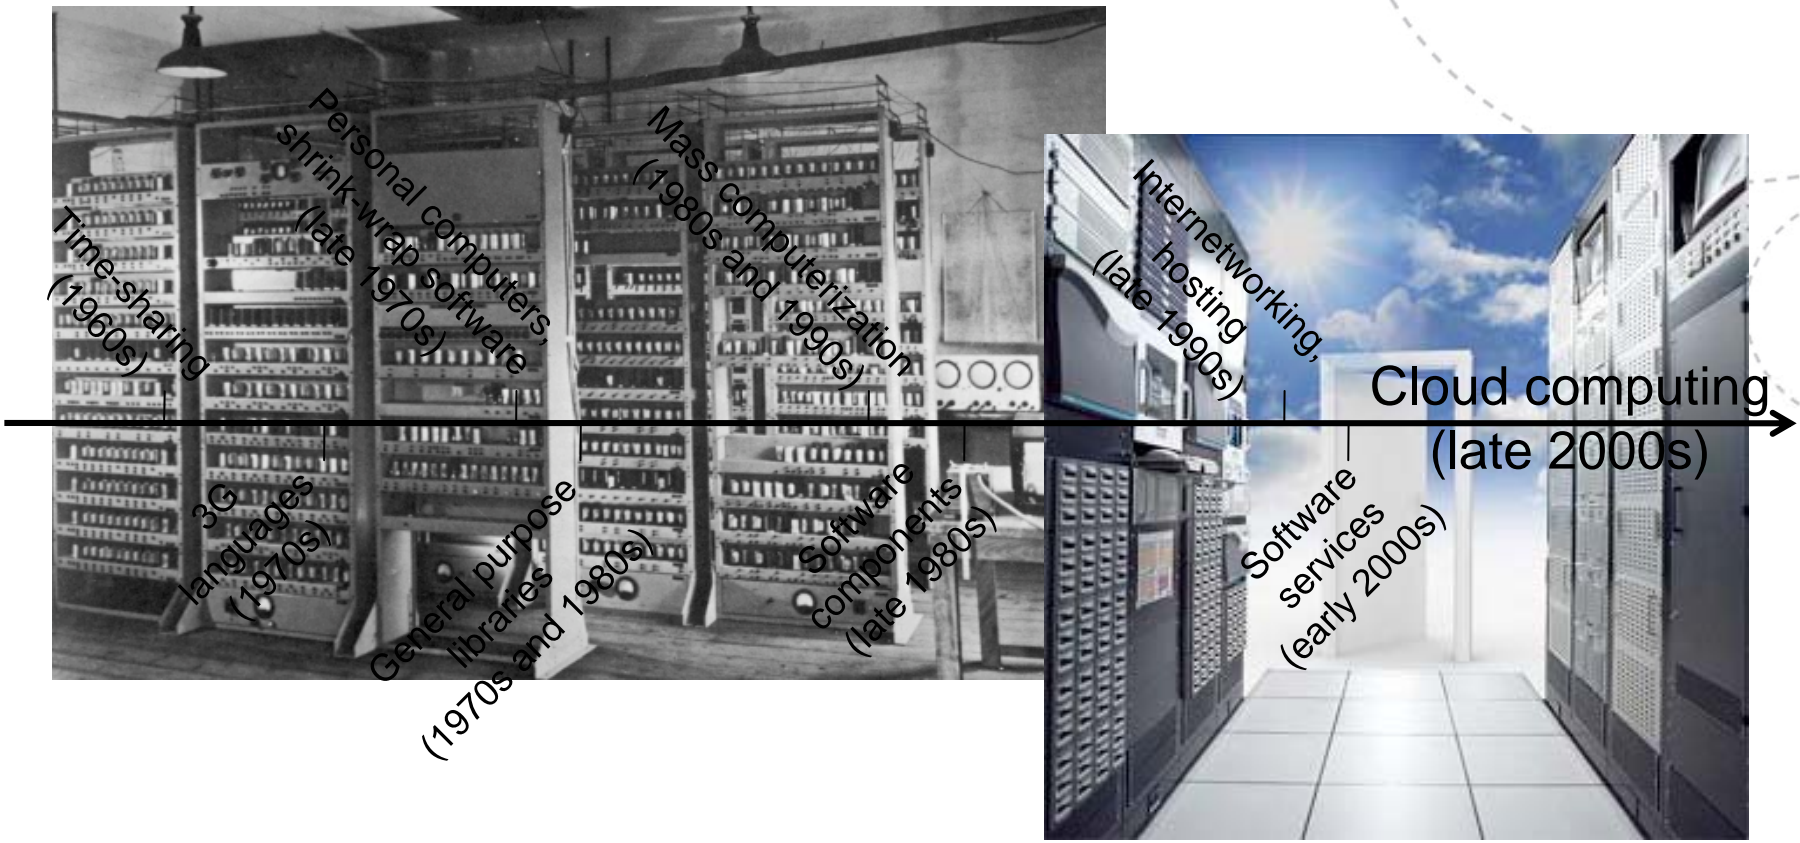 Time-sharing
(1960s)
Personal computers,
shrink-wrap software
(late 1970s)
Mass computerization
(1980s and 1990s)
Internetworking,
hosting
(late 1990s)
Cloud computing
(late 2000s)
3G
languages
(1970s)
General purpose
libraries
(1970s and 1980s)
Software
components
(late 1980s)
Software
services
(early 2000s)